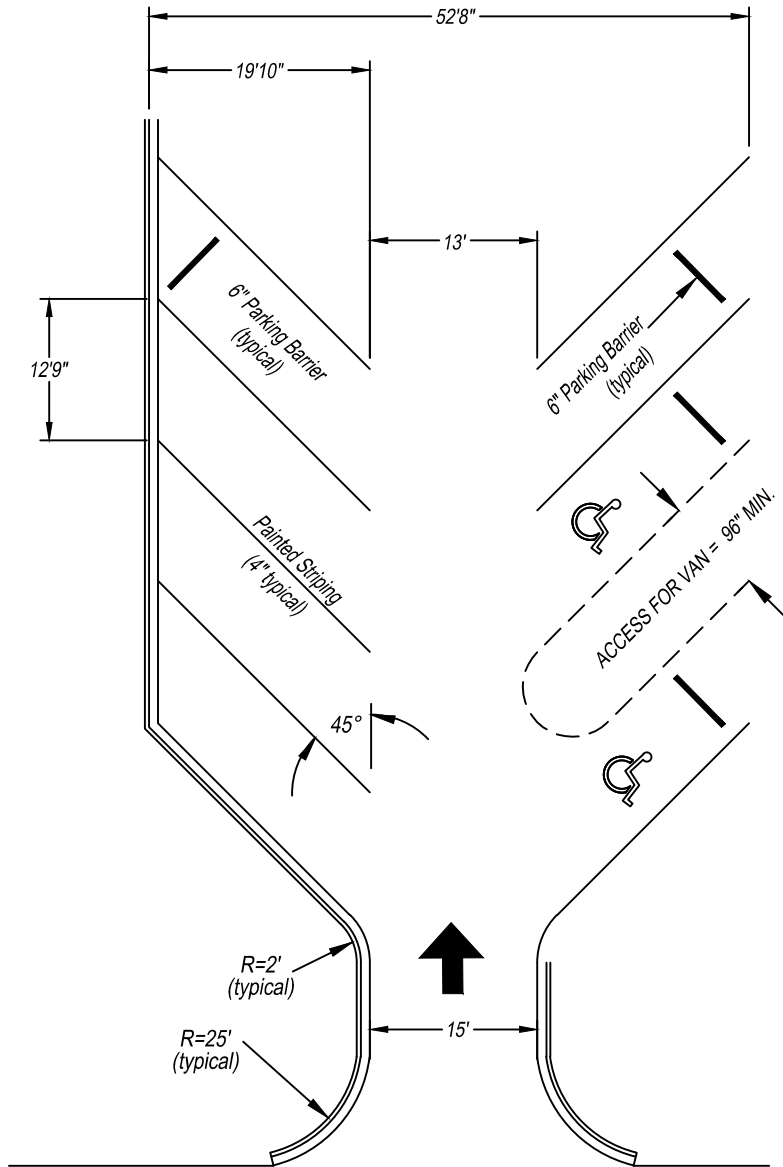 52'8"
19'10"
13'
6" Parking Barrier
(typical)
6" Parking Barrier
(typical)
12'9"
Painted Striping
(4" typical)
ACCESS FOR VAN = 96" MIN.
45°
R=2'
(typical)
R=25'
(typical)
15'